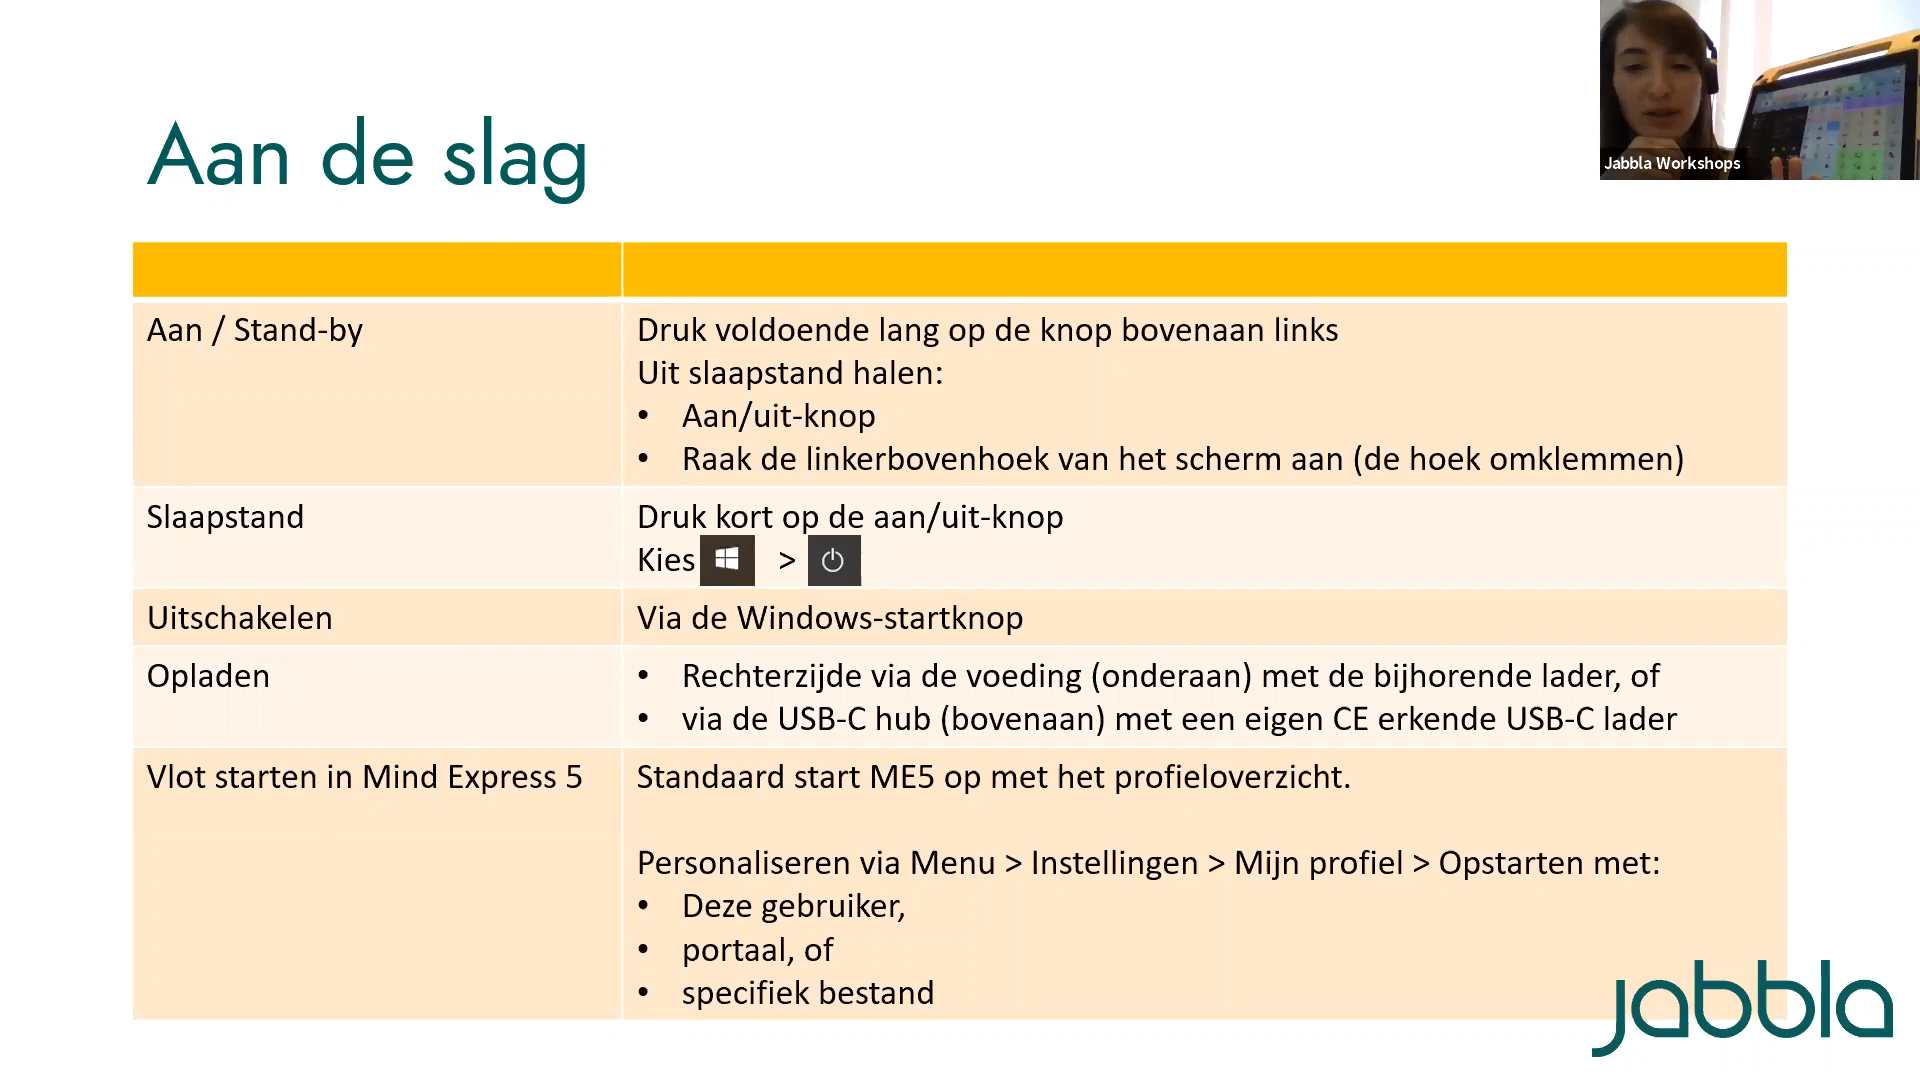 Jabbla Workshops
Aan de slag
Aan / Stand-by
Druk voldoende lang op de knop bovenaan links
Uit slaapstand halen:
• Aan/uit-knop
• Raak de linkerbovenhoek van het scherm aan (de hoek omklemmen)
Slaapstand
Druk kort op de aan/uit-knop
Kies >
Uitschakelen
Via de Windows-startknop
Opladen
• Rechterzijde via de voeding (onderaan) met de bijhorende lader, of
• via de USB-C hub (bovenaan) met een eigen CE erkende USB-C lader
Vlot starten in Mind Express 5
Standaard start ME5 op met het profieloverzicht.
Personaliseren via Menu > Instellingen > Mijn profiel > Opstarten met:
• Deze gebruiker,
• portaal, of
• specifiek bestand
jabbla